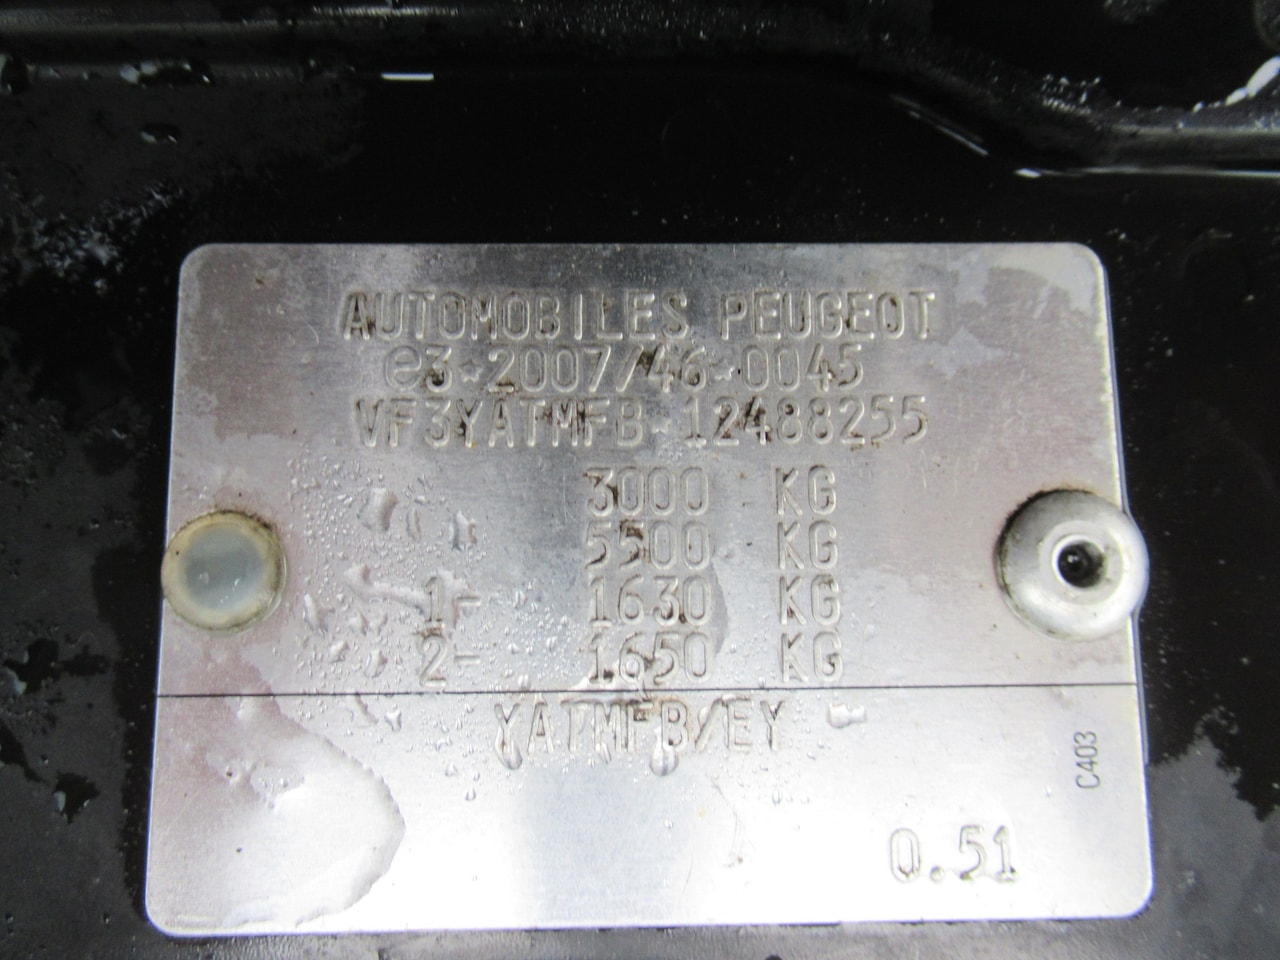 AUTOMOBILES PEUGEOT
e3*2007/46*0045
VF3YATMFB 12488255
3000 KG
5500 KG
1- 1630 KG
2- 1650 KG
YATMFB/EY
C403
0.51